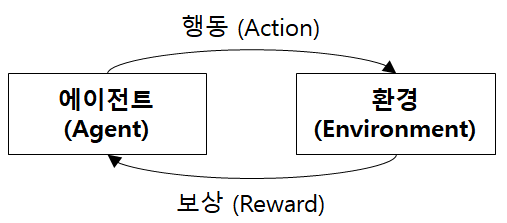 행동 (Action)
에이전트
(Agent)
환경
(Environment)
보상 (Reward)